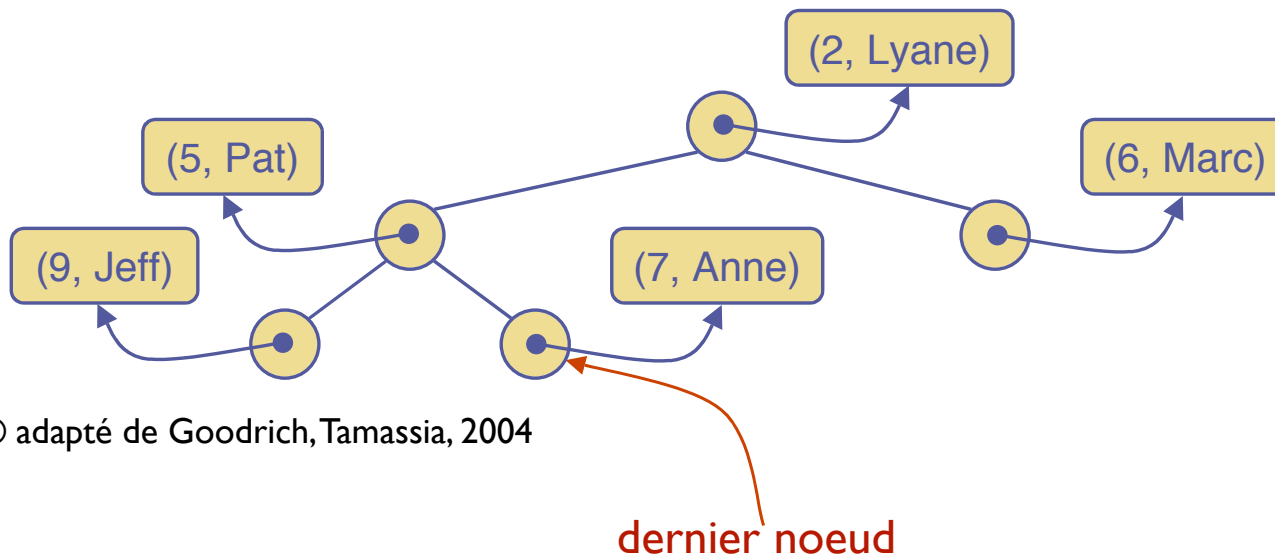 (2, Lyane)
(5, Pat)
(6, Marc)
(9, Jeff)
(7, Anne)
© adapté de Goodrich, Tamassia, 2004
dernier noeud